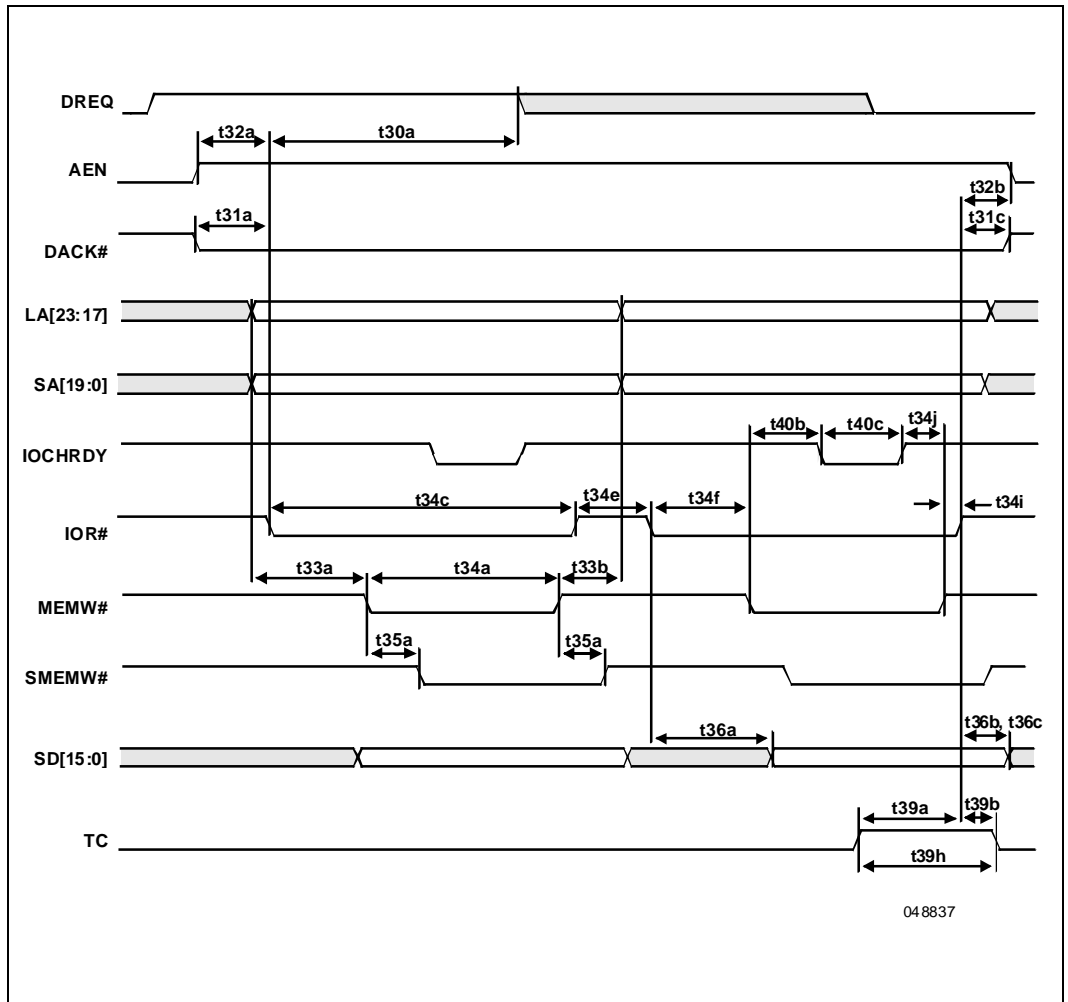 DREQ
t32a
t30a
AEN
t32b
t31a
t31c
DACK#
LA[23:17]
SA[19:0]
t40b
t40c
t34j
IOCHRDY
t34c
t34e
t34f
t34i
IOR#
t33a
t34a
t33b
MEMW#
t35a
t35a
SMEMW#
t36a
t36b, t36c
SD[15:0]
t39a
t39b
TC
t39h
048837